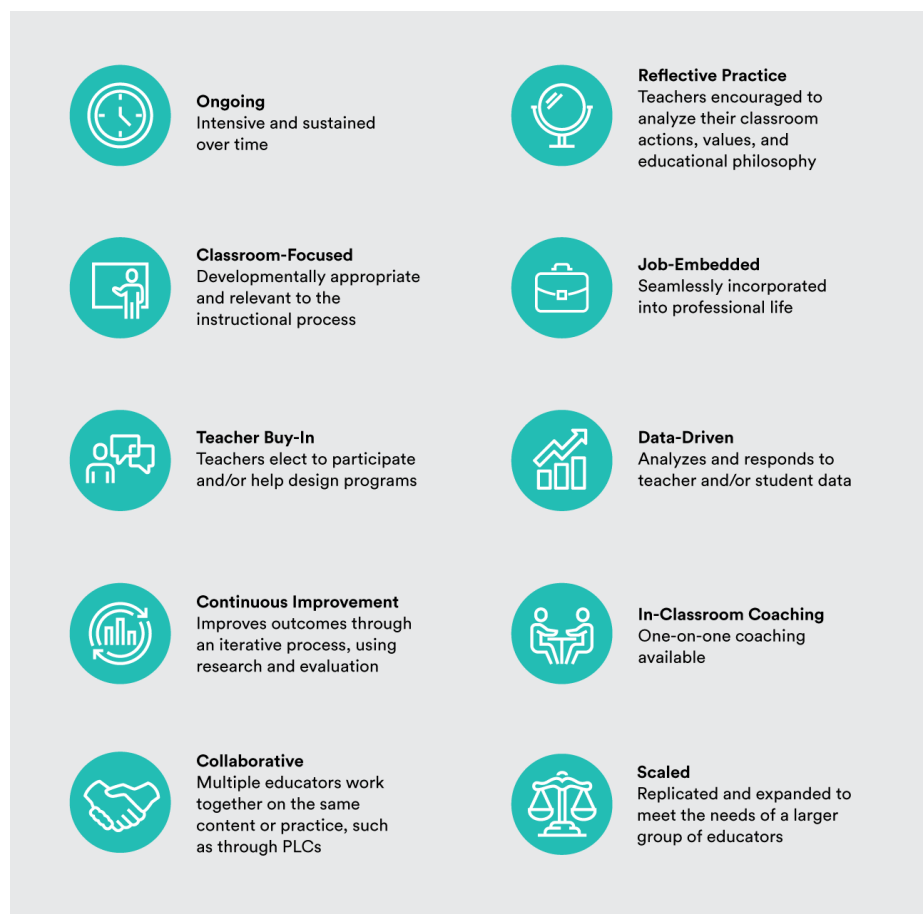 Ongoing
Intensive and sustained
over time
Reflective Practice
Teachers encouraged to
analyze their classroom
actions, values, and
educational philosophy
Classroom-Focused
Developmentally appropriate
and relevant to the
instructional process
Job-Embedded
Seamlessly incorporated
into professional life
Teacher Buy-In
Teachers elect to participate
and/or help design programs
Data-Driven
Analyzes and responds to
teacher and/or student data
Continuous Improvement
Improves outcomes through
an iterative process, using
research and evaluation
In-Classroom Coaching
One-on-one coaching
available
Collaborative
Multiple educators work
together on the same
content or practice, such
as through PLCs
Scaled
Replicated and expanded to
meet the needs of a larger
group of educators